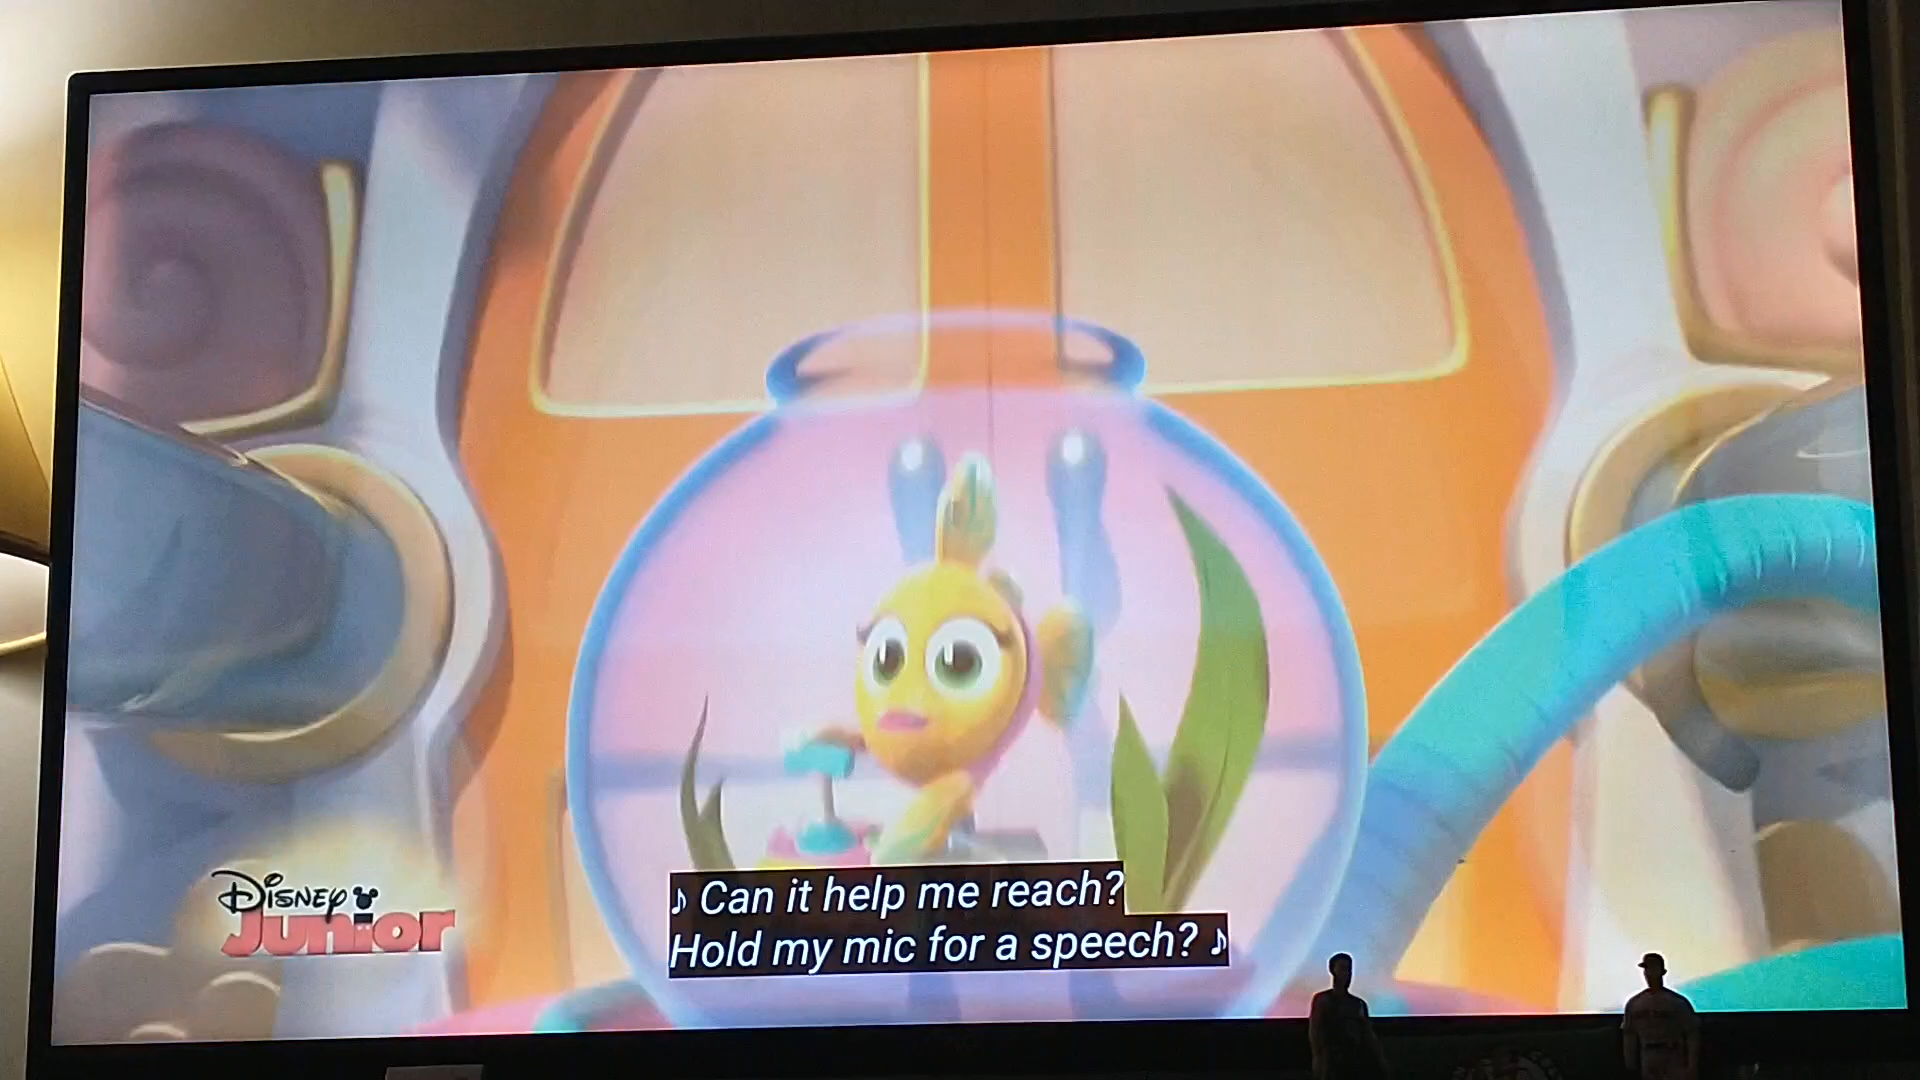 ♪ Can it help me reach?
Hold my mic for a speech? ♪
Disney
Junior